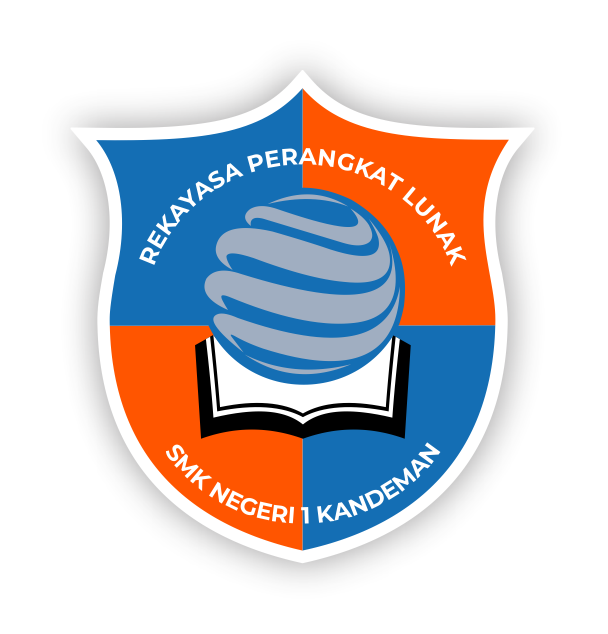 REKAYASA PERANGKAT LUNAK
SMK NEGERI 1 KANDEMAN